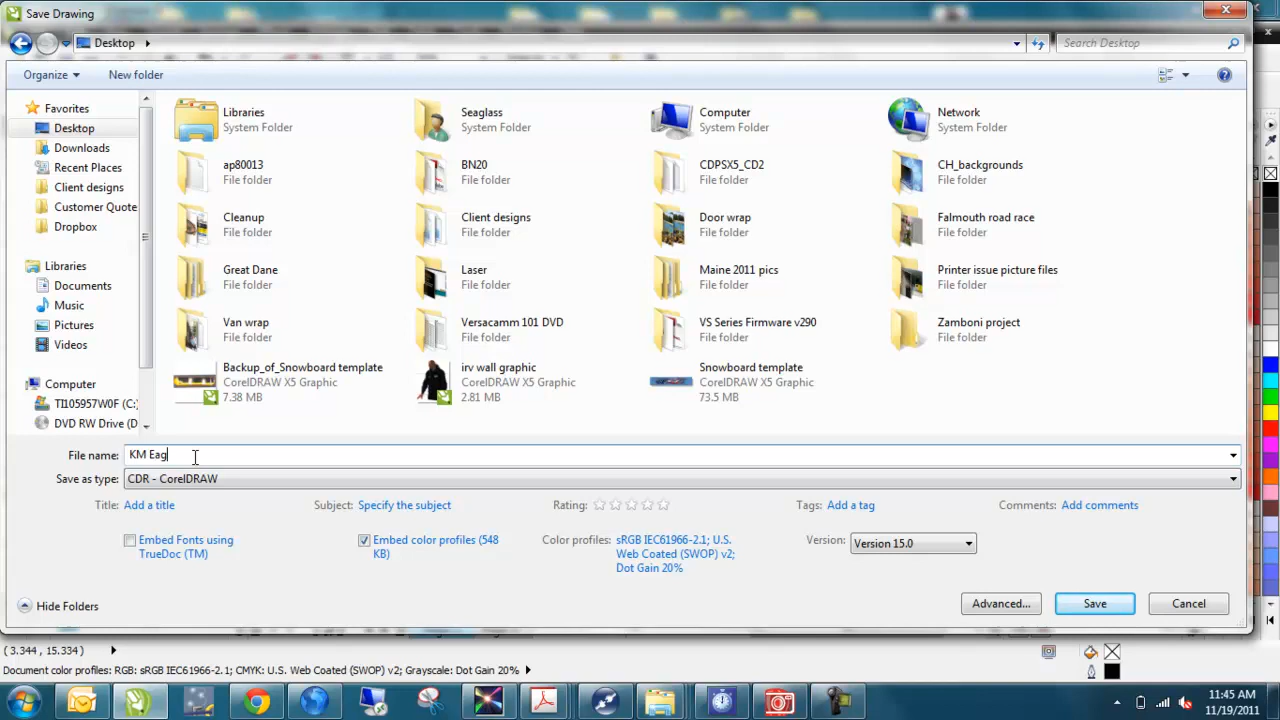 Save Drawing
Desktop
Search Desktop
Organize
New folder
Favorites
Desktop
Downloads
Recent Places
Client designs
Customer Quote
Dropbox
Libraries
Documents
Music
Pictures
Videos
Computer
TI105957W0F (C:)
DVD RW Drive (D
Libraries
System Folder
Seaglass
System Folder
Computer
System Folder
Network
System Folder
ap80013
File folder
BN20
File folder
CDPSX5_CD2
File folder
CH_backgrounds
File folder
Cleanup
File folder
Client designs
File folder
Door wrap
File folder
Falmouth road race
File folder
Great Dane
File folder
Laser
File folder
Maine 2011 pics
File folder
Printer issue picture files
File folder
Van wrap
File folder
Versacamm 101 DVD
File folder
VS Series Firmware v290
File folder
Zamboni project
File folder
Backup_of_Snowboard template
CorelDRAW X5 Graphic
7.38 MB
irv wall graphic
CorelDRAW X5 Graphic
2.81 MB
Snowboard template
CorelDRAW X5 Graphic
73.5 MB
File name: KM Eag
Save as type: CDR - CorelDRAW
Title: Add a title
Subject: Specify the subject
Rating:
Tags: Add a tag
Comments: Add comments
Embed Fonts using
TrueDoc (TM)
Embed color profiles (548
KB)
Color profiles: sRGB IEC61966-2.1; U.S.
Web Coated (SWOP) v2;
Dot Gain 20%
Version: Version 15.0
Hide Folders
Advanced...
Save
Cancel
( 3.344 , 15.334 )
Document color profiles: RGB: sRGB IEC61966-2.1; CMYK: U.S. Web Coated (SWOP) v2; Grayscale: Dot Gain 20%
11:45 AM
11/19/2011